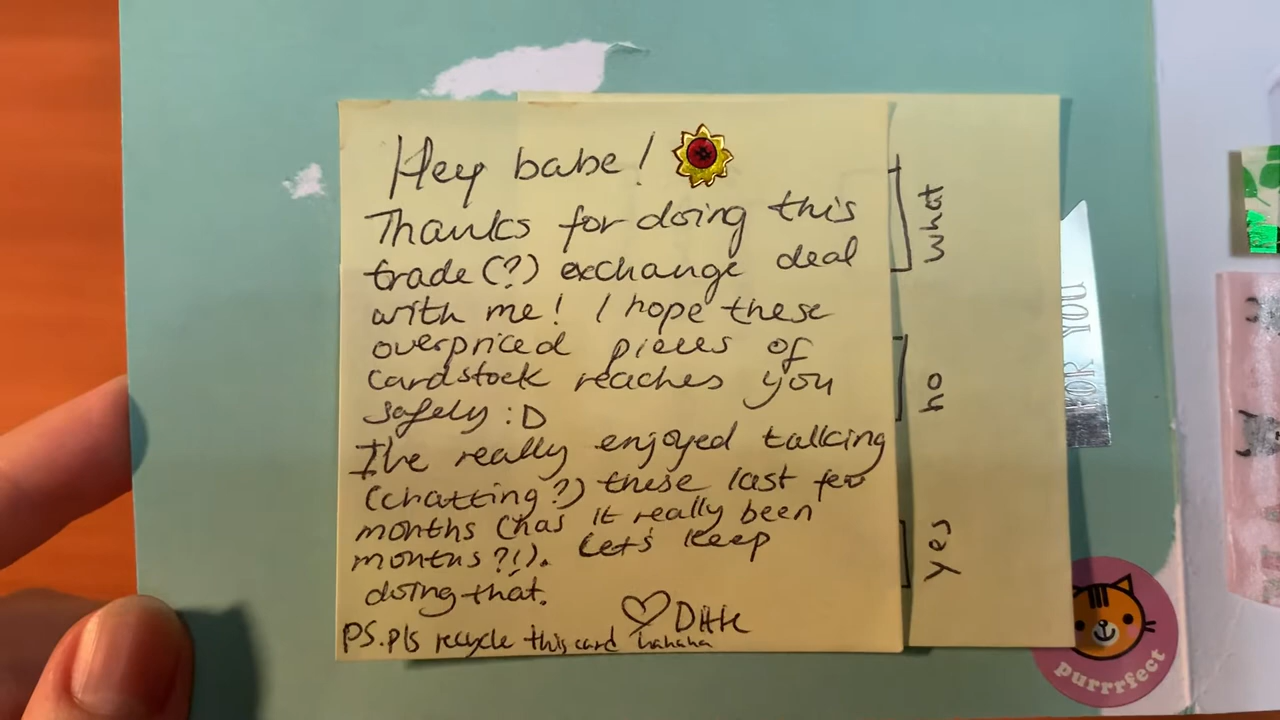 Hey babe!
Thanks for doing this
trade(?) exchange deal
with me! I hope these
overpriced pieces of
cardstock reaches you
safely :D
I've really enjoyed talking
(chatting?) these last few
months (has it really been
months?!). Let's keep
doing that.
PS. pls recycle this card hahaha
what
no
yes
FOR YOU
purrrfect